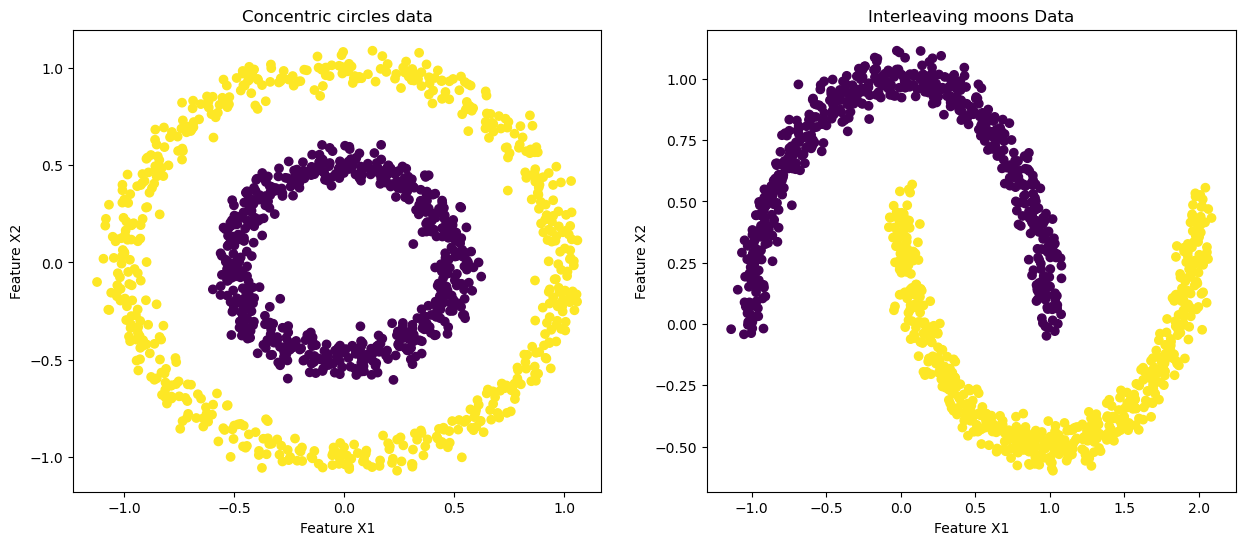 Concentric circles data
1.0
0.5
0.0
−0.5
−1.0
Feature X2
−1.0 −0.5 0.0 0.5 1.0
Feature X1
Interleaving moons Data
1.00
0.75
0.50
0.25
0.00
−0.25
−0.50
Feature X2
−1.0 −0.5 0.0 0.5 1.0 1.5 2.0
Feature X1